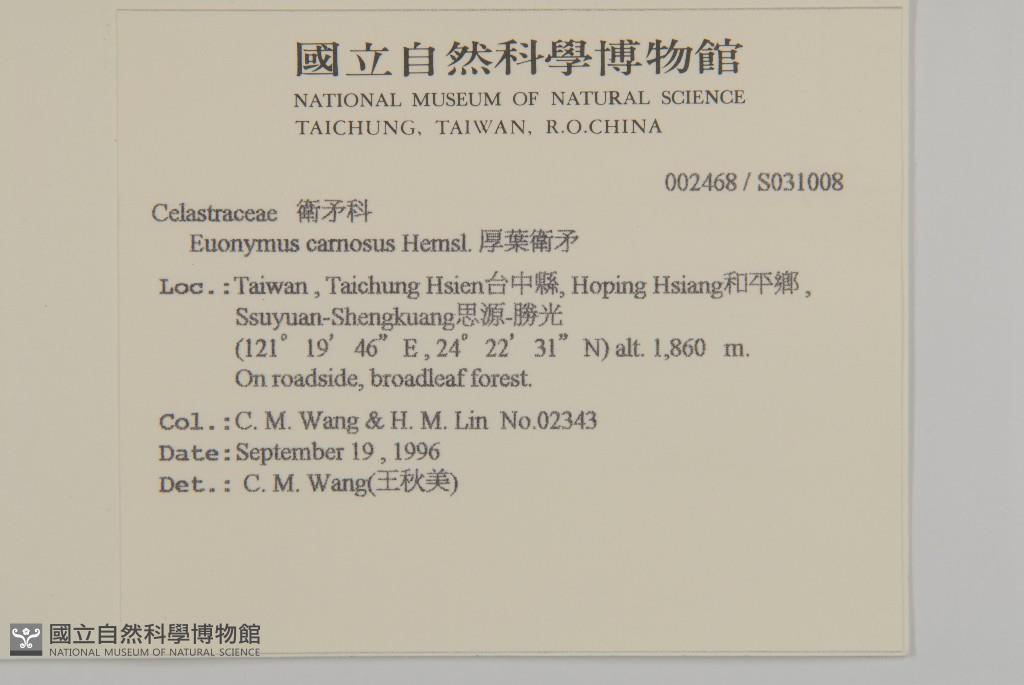 國立自然科學博物館
NATIONAL MUSEUM OF NATURAL SCIENCE
TAICHUNG, TAIWAN, R.O.CHINA
002468 / S031008
Celastraceae 衛矛科
Euonymus carnosus Hemsl. 厚葉衛矛
Loc.: Taiwan , Taichung Hsien台中縣, Hoping Hsiang和平鄉 ,
Ssuyuan-Shengkuang思源-勝光
(121° 19′ 46” E , 24° 22′ 31” N) alt. 1,860 m.
On roadside, broadleaf forest.
Col.: C. M. Wang & H. M. Lin No.02343
Date: September 19 , 1996
Det.: C. M. Wang(王秋美)
國立自然科學博物館
NATIONAL MUSEUM OF NATURAL SCIENCE